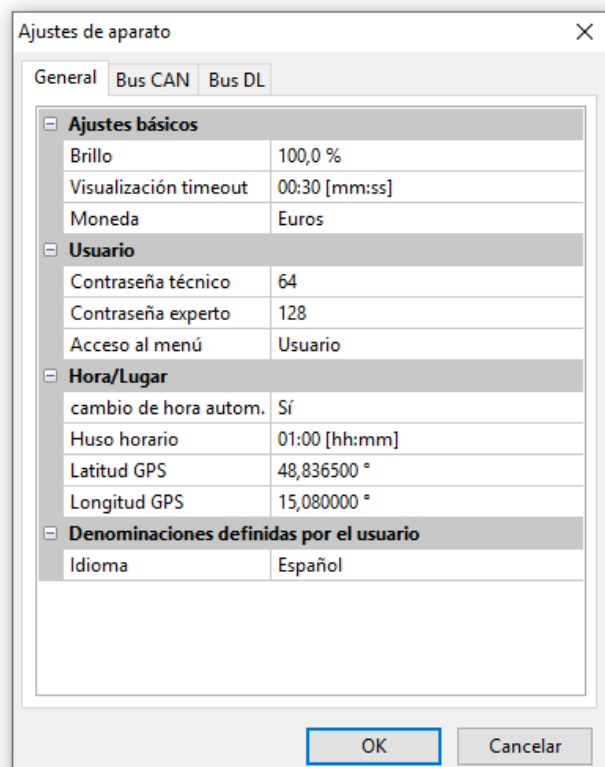 Ajustes de aparato
General Bus CAN Bus DL
Ajustes básicos
Brillo 100,0 %
Visualización timeout 00:30 [mm:ss]
Moneda Euros
Usuario
Contraseña técnico 64
Contraseña experto 128
Acceso al menú Usuario
Hora/Lugar
cambio de hora autom. Sí
Huso horario 01:00 [hh:mm]
Latitud GPS 48,836500 °
Longitud GPS 15,080000 °
Denominaciones definidas por el usuario
Idioma Español
OK Cancelar